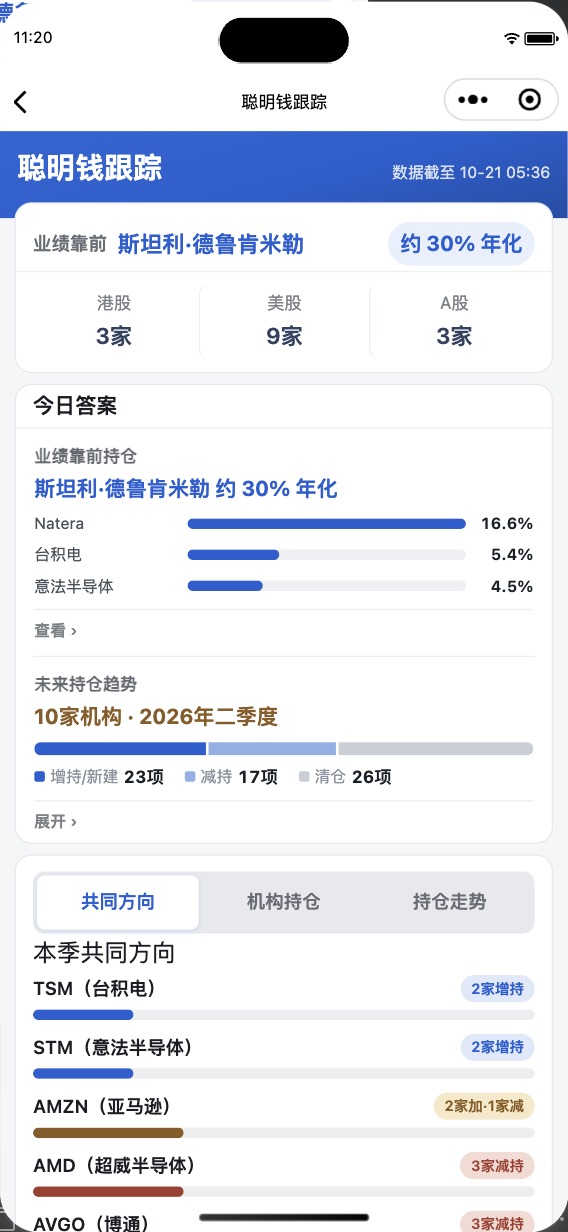 11:20
聪明钱跟踪
聪明钱跟踪
数据截至 10-21 05:36
业绩靠前 斯坦利·德鲁肯米勒 约 30% 年化
港股 美股 A股
3家 9家 3家
今日答案
业绩靠前持仓
斯坦利·德鲁肯米勒 约 30% 年化
Natera 16.6%
台积电 5.4%
意法半导体 4.5%
查看 ›
未来持仓趋势
10家机构 · 2026年二季度
增持/新建 23项 减持 17项 清仓 26项
展开 ›
共同方向 机构持仓 持仓走势
本季共同方向
TSM（台积电） 2家增持
STM（意法半导体） 2家增持
AMZN（亚马逊） 2家加·1家减
AMD（超威半导体） 3家减持
AVGO（博通） 3家减持